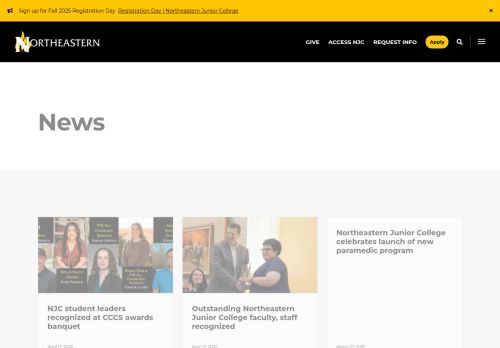 Sign up for Fall 2025 Registration Day Registration Day | Northeastern Junior College ×
NORTHEASTERN
GIVE ACCESS NJC REQUEST INFO Apply
News
NJC student leaders
recognized at CCCS awards
banquet
Outstanding Northeastern
Junior College faculty, staff
recognized
Northeastern Junior College
celebrates launch of new
paramedic program